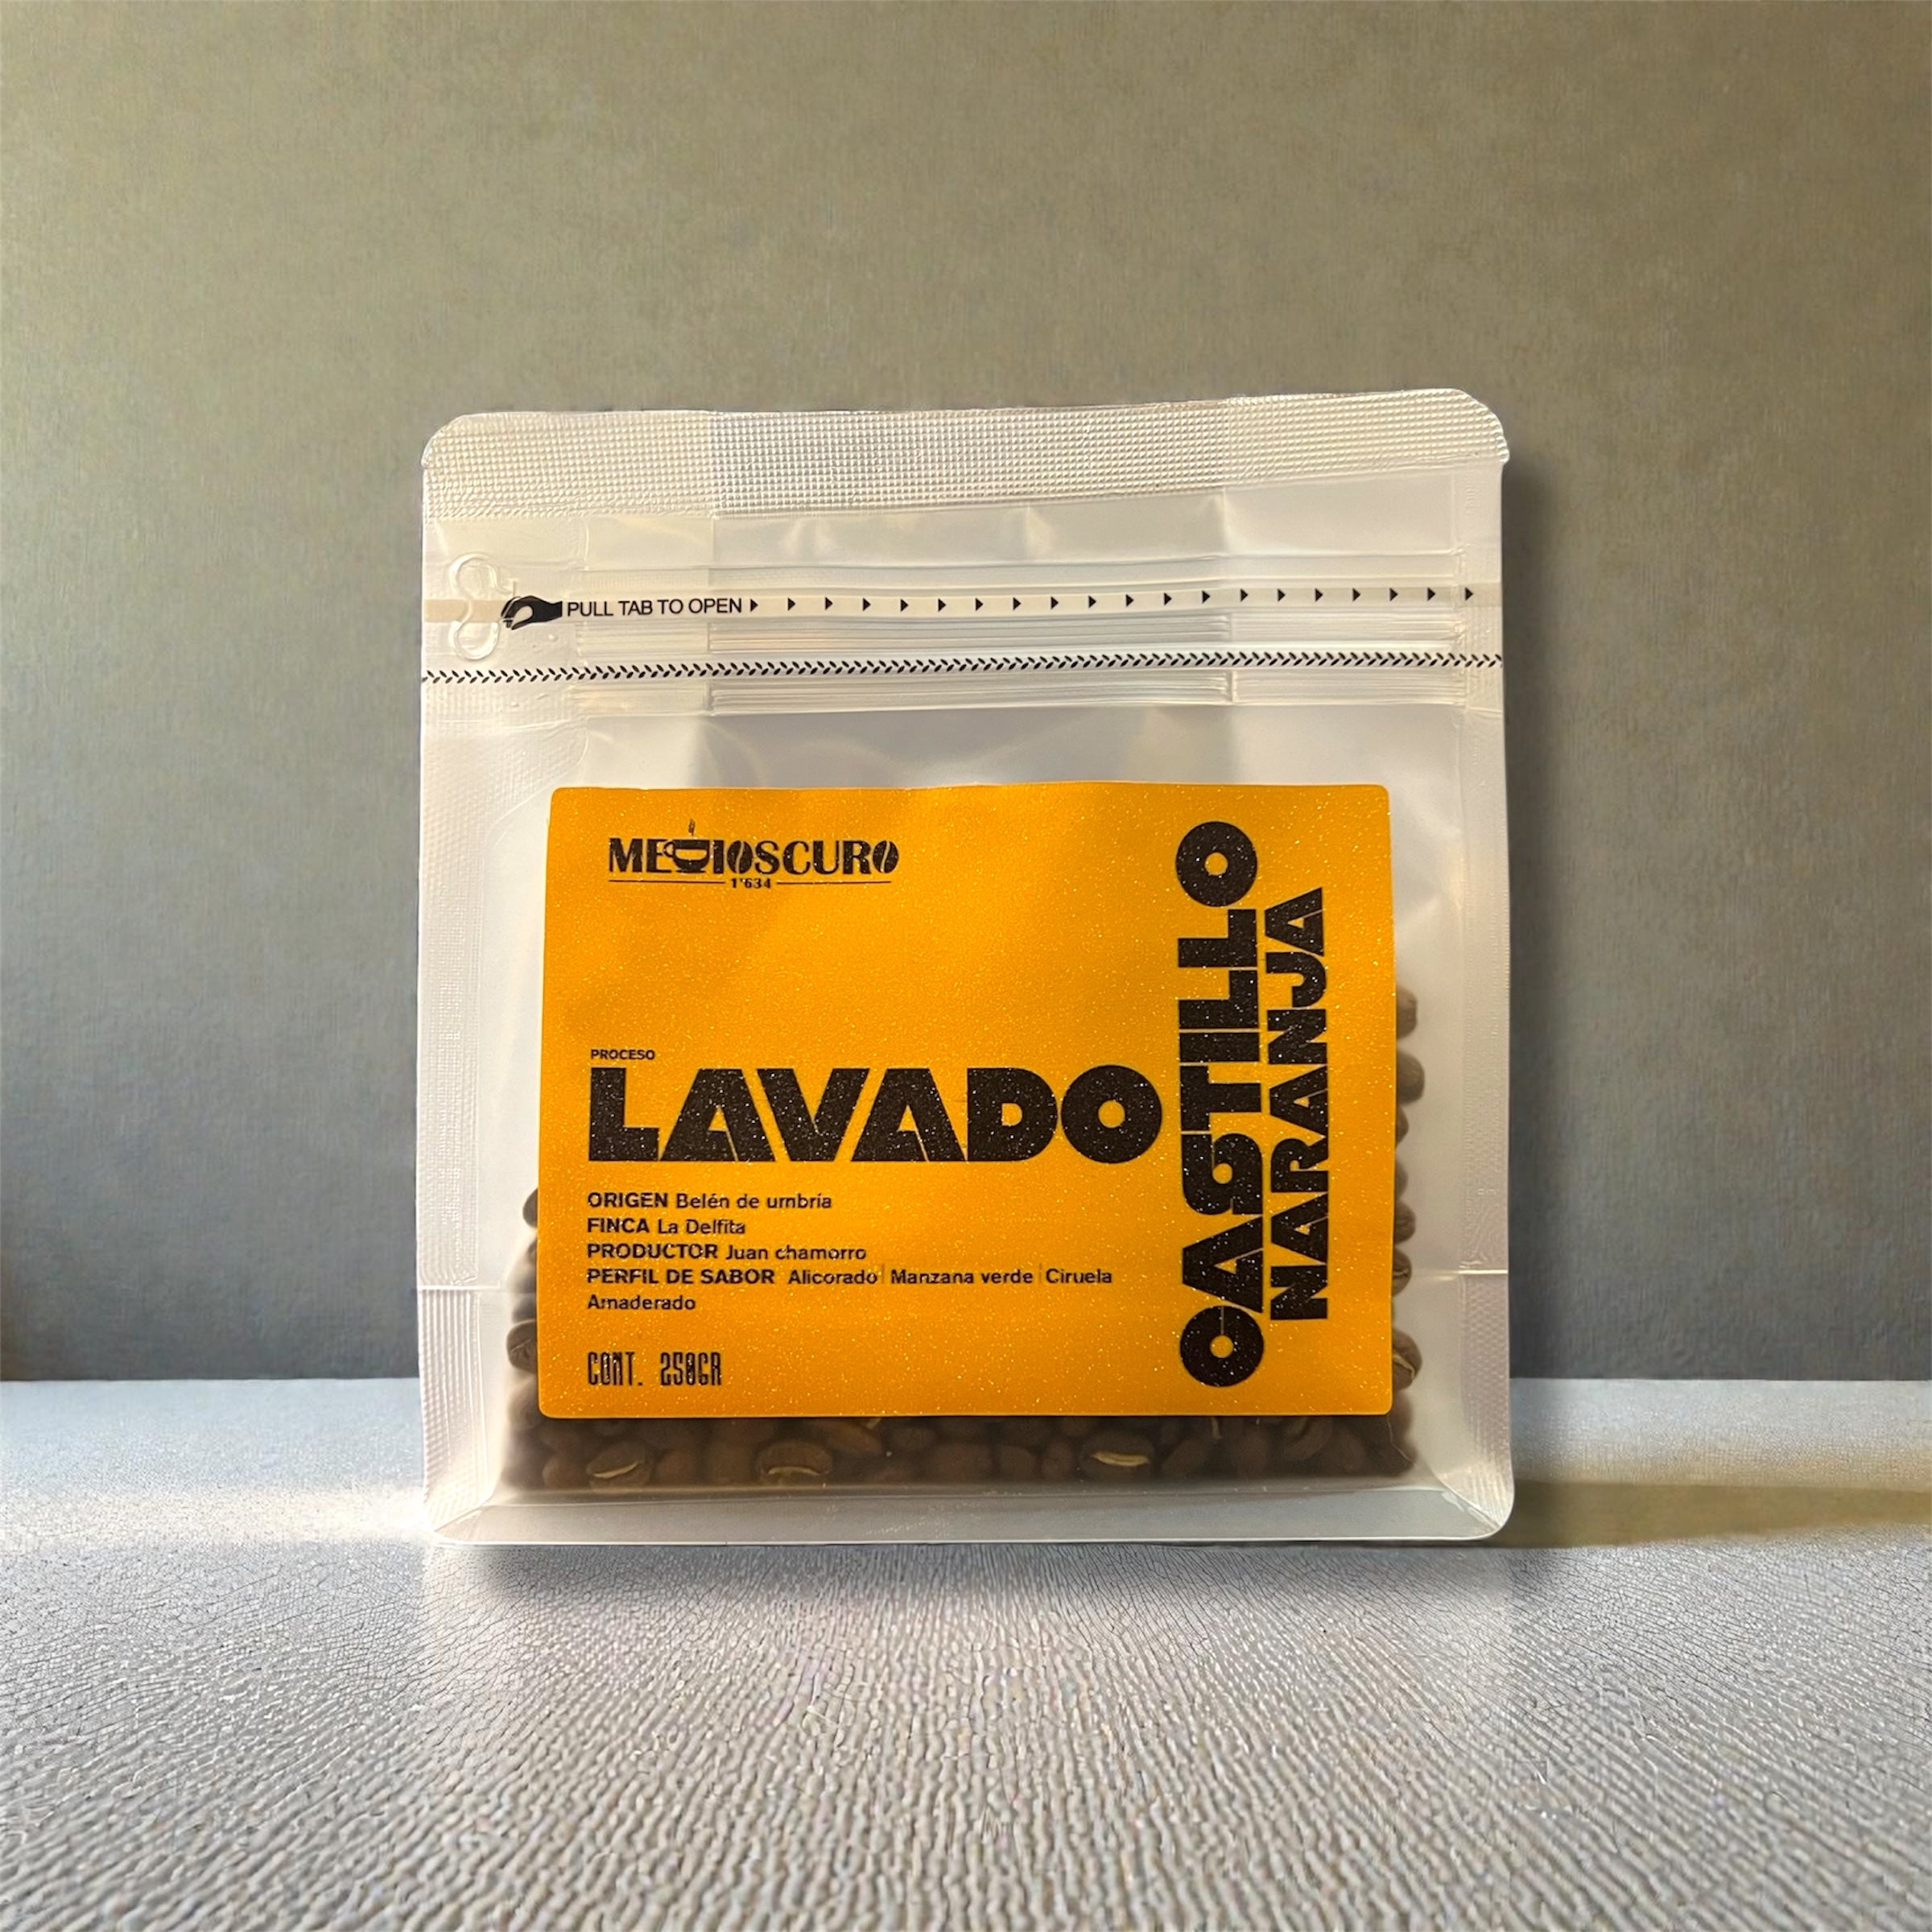 PULL TAB TO OPEN
MEDIOSCURO
1'634
PROCESO
LAVADO
ORIGEN Belén de umbría
FINCA La Delfita
PRODUCTOR Juan chamorro
PERFIL DE SABOR Alicorado | Manzana verde | Ciruela
Amaderado
CONT. 250GR
OASTILLO
NARANJA